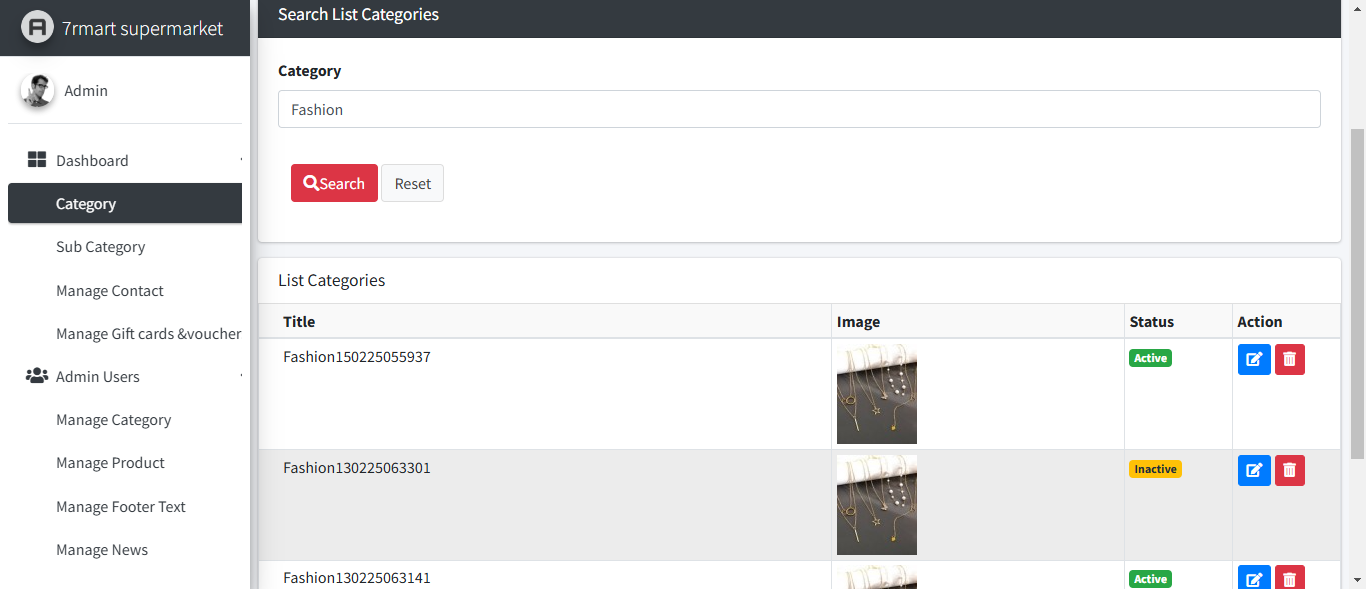 7rmart supermarket
Admin
Dashboard
Category
Sub Category
Manage Contact
Manage Gift cards &voucher
Admin Users
Manage Category
Manage Product
Manage Footer Text
Manage News
Search List Categories
Category
Fashion
Search Reset
List Categories
Title Image Status Action
Fashion150225055937 Active
Fashion130225063301 Inactive
Fashion130225063141 Active